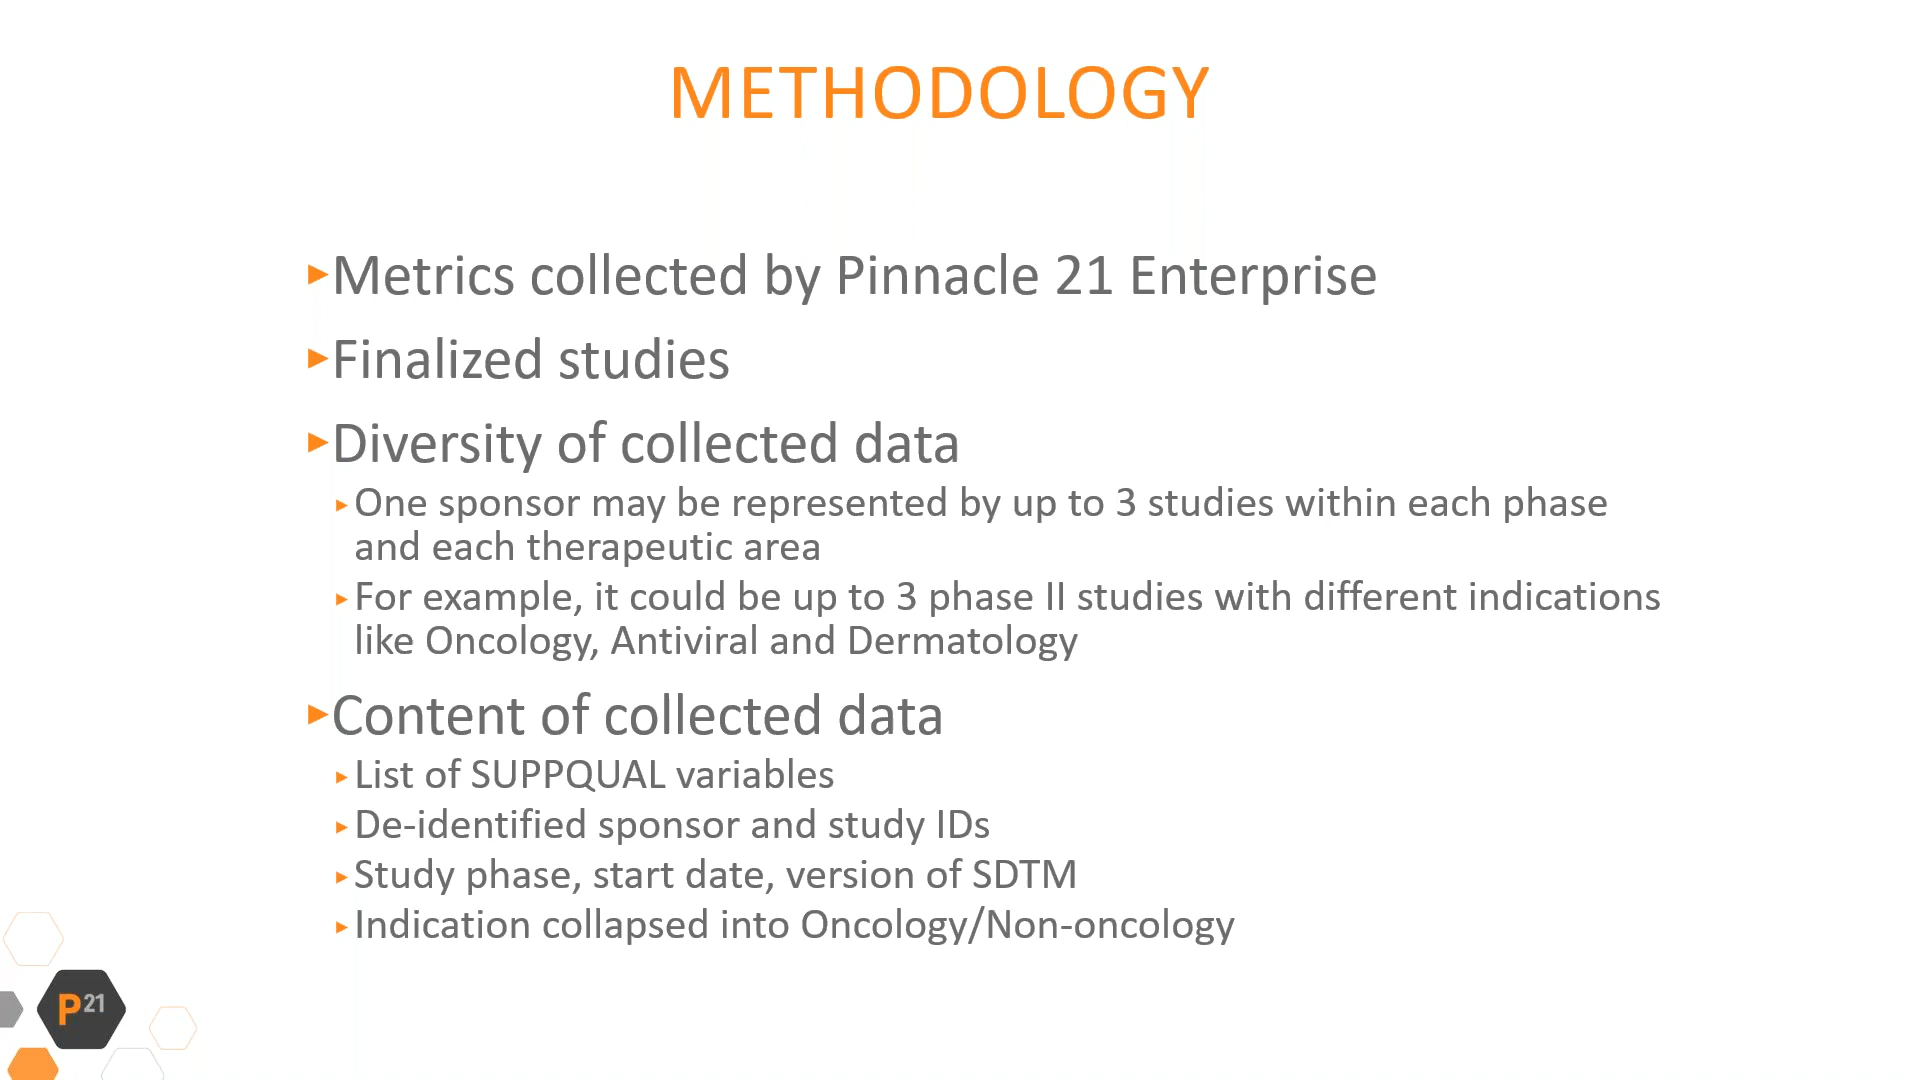 METHODOLOGY
▸Metrics collected by Pinnacle 21 Enterprise
▸Finalized studies
▸Diversity of collected data
▸One sponsor may be represented by up to 3 studies within each phase
and each therapeutic area
▸For example, it could be up to 3 phase II studies with different indications
like Oncology, Antiviral and Dermatology
▸Content of collected data
▸List of SUPPQUAL variables
▸De-identified sponsor and study IDs
▸Study phase, start date, version of SDTM
▸Indication collapsed into Oncology/Non-oncology
P21